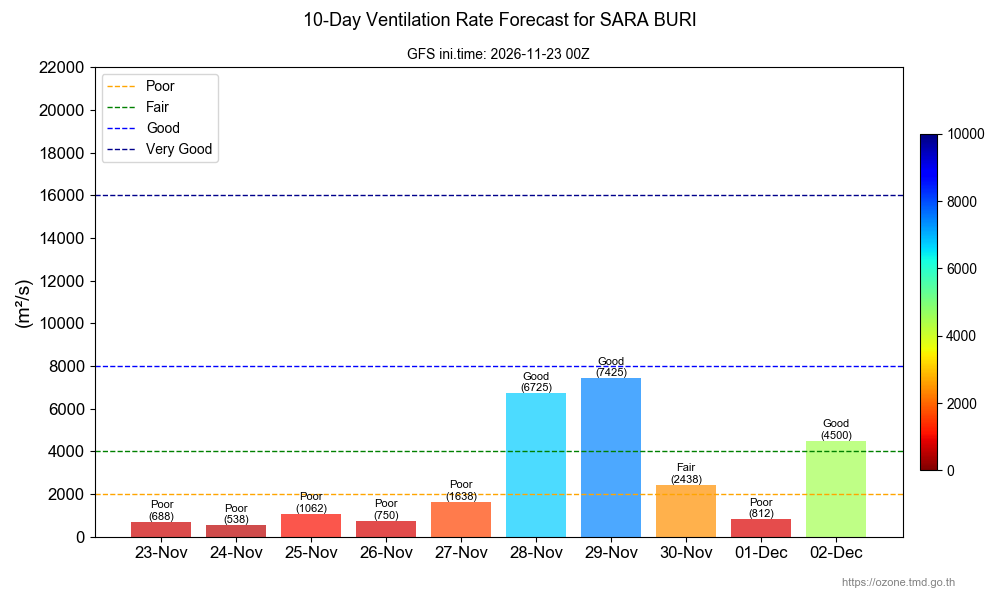 10-Day Ventilation Rate Forecast for SARA BURI
GFS ini.time: 2026-11-23 00Z
22000
20000
18000
16000
14000
12000
10000
8000
6000
4000
2000
0
(m²/s)
Poor
Fair
Good
Very Good
Poor
(688)
Poor
(538)
Poor
(1062)
Poor
(750)
Poor
(1638)
Good
(6725)
Good
(7425)
Fair
(2438)
Poor
(812)
Good
(4500)
23-Nov 24-Nov 25-Nov 26-Nov 27-Nov 28-Nov 29-Nov 30-Nov 01-Dec 02-Dec
10000
8000
6000
4000
2000
0
https://ozone.tmd.go.th